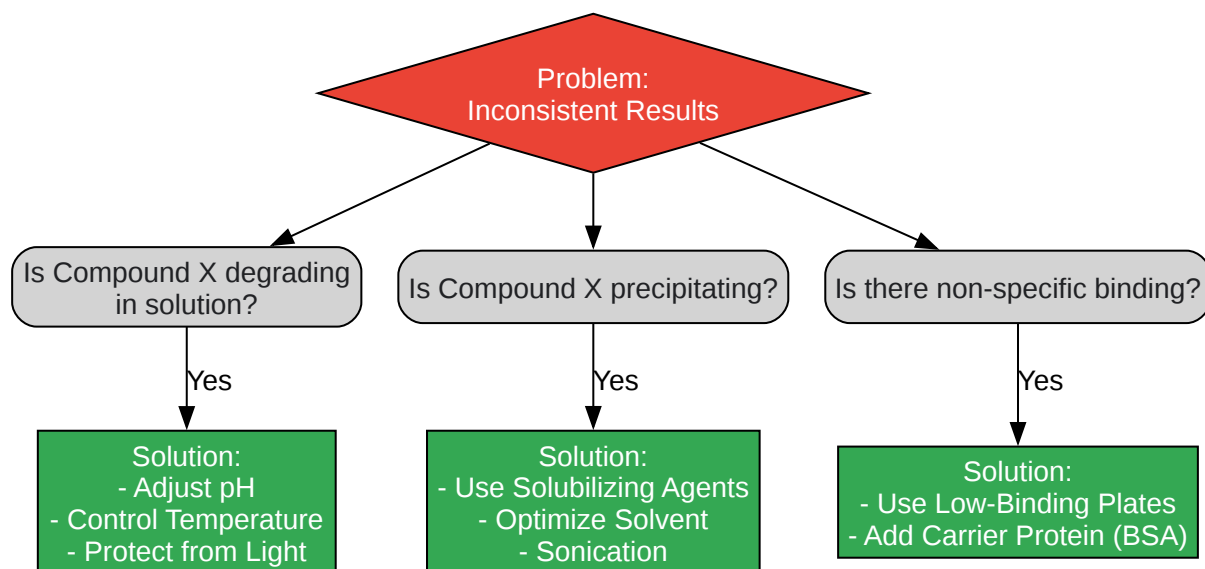 Problem:
Inconsistent Results
Is Compound X degrading
in solution?
Is Compound X precipitating?
Is there non-specific binding?
Yes
Yes
Yes
Solution:
- Adjust pH
- Control Temperature
- Protect from Light
Solution:
- Use Solubilizing Agents
- Optimize Solvent
- Sonication
Solution:
- Use Low-Binding Plates
- Add Carrier Protein (BSA)